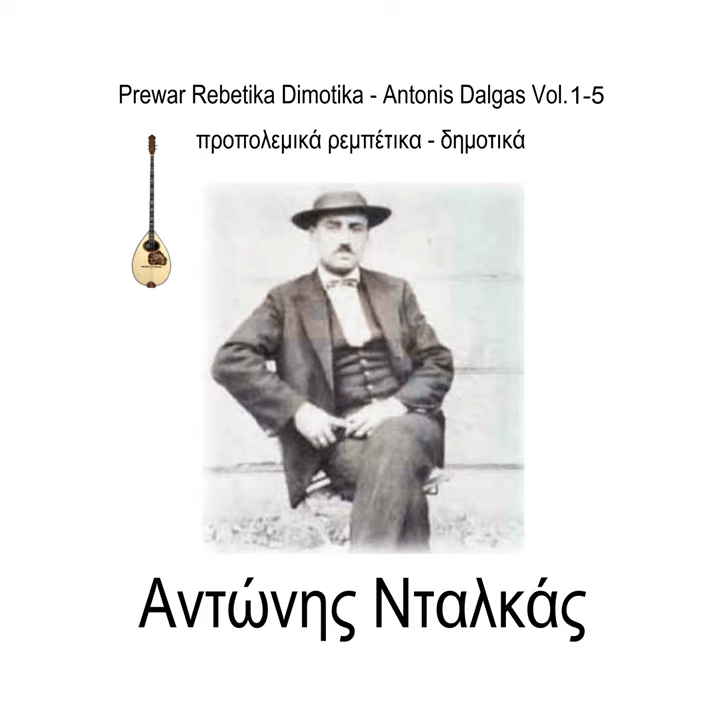 Prewar Rebetika Dimotika - Antonis Dalgas Vol.1-5
προπολεμικά ρεμπέτικα - δημοτικά
Αντώνης Νταλκάς